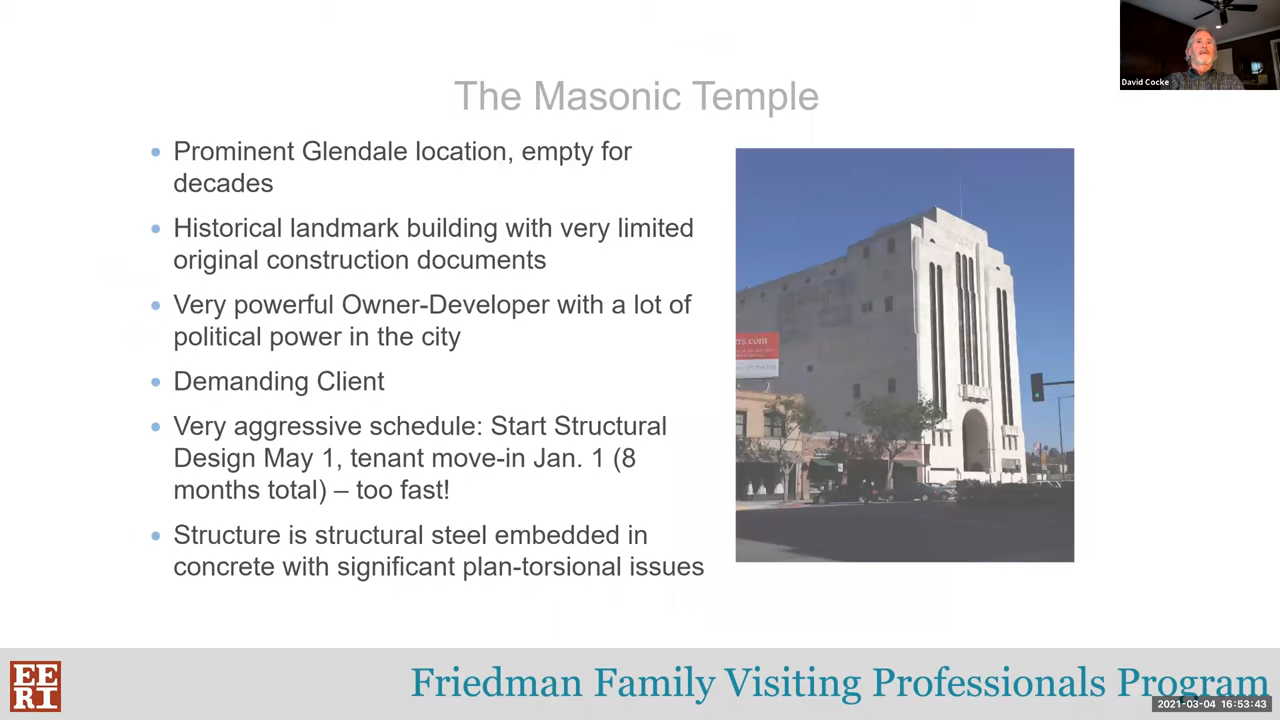 David Cocke
The Masonic Temple
• Prominent Glendale location, empty for
decades
• Historical landmark building with very limited
original construction documents
• Very powerful Owner-Developer with a lot of
political power in the city
• Demanding Client
• Very aggressive schedule: Start Structural
Design May 1, tenant move-in Jan. 1 (8
months total) – too fast!
• Structure is structural steel embedded in
concrete with significant plan-torsional issues
ers.com
EE
RI
Friedman Family Visiting Professionals Program
2021-03-04 16:53:43